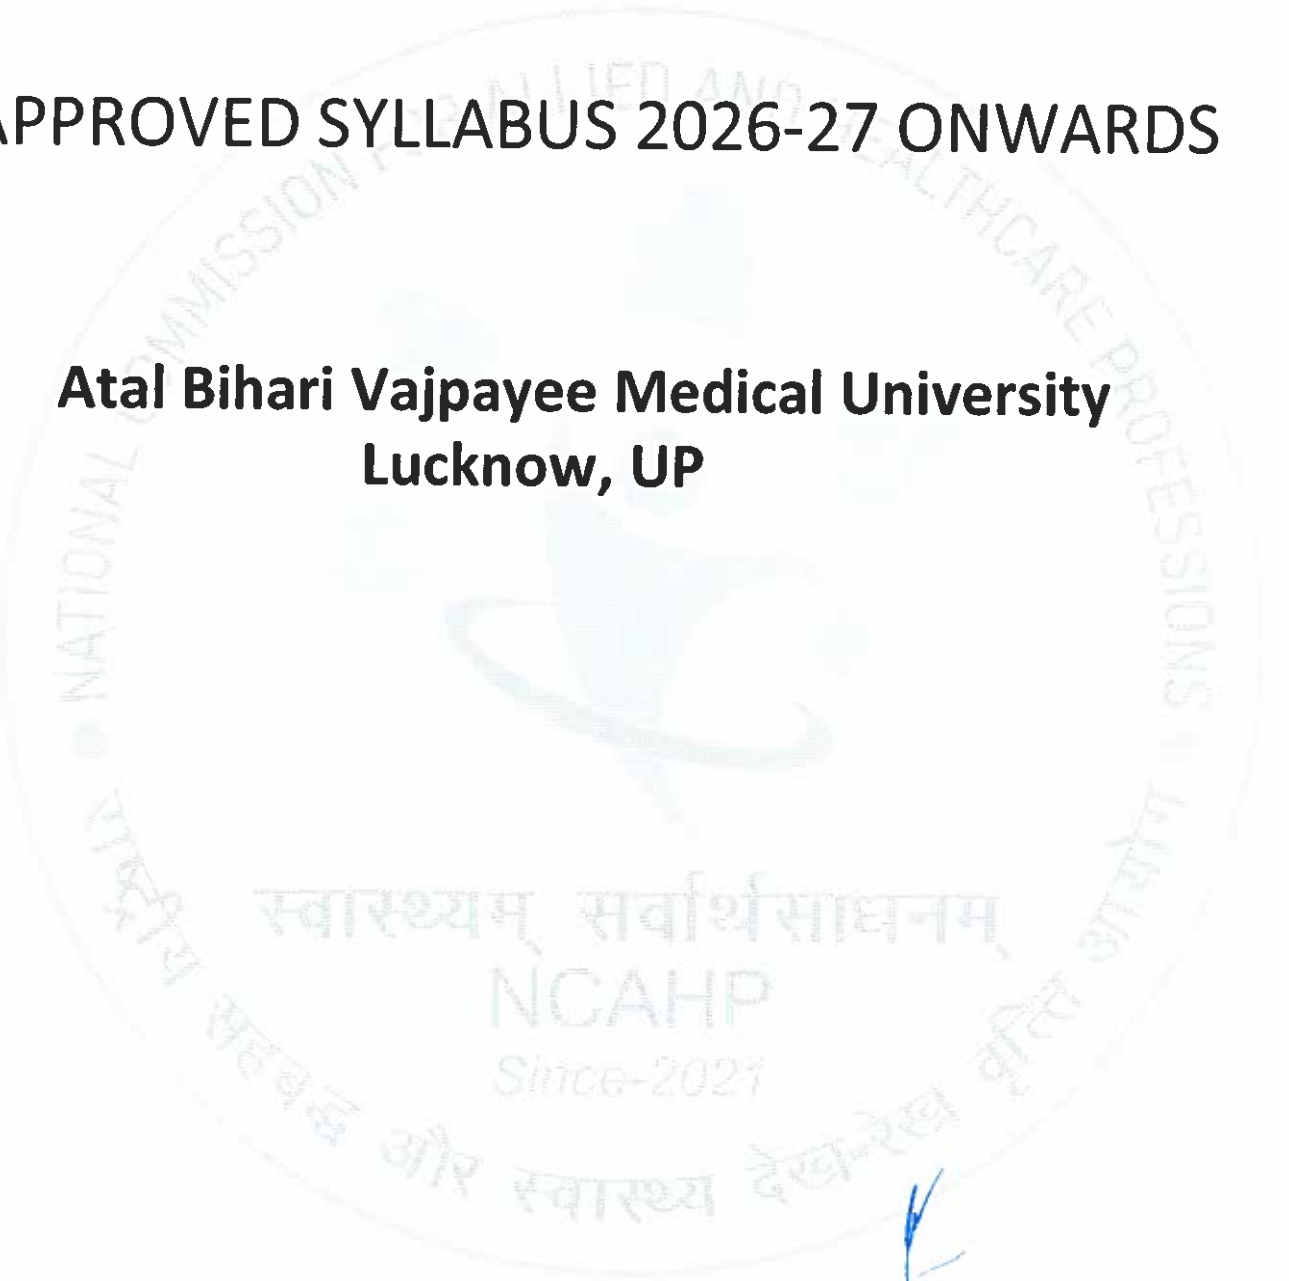 APPROVED SYLLABUS 2026-27 ONWARDS
Atal Bihari Vajpayee Medical University
Lucknow, UP
NATIONAL COMMISSION FOR ALLIED AND HEALTHCARE PROFESSIONS
स्वास्थ्यम् सर्वार्थसाधनम्
NCAHP
Since-2021
राष्ट्रीय सहबद्ध और स्वास्थ्य देख-रेख वृत्ति आयोग